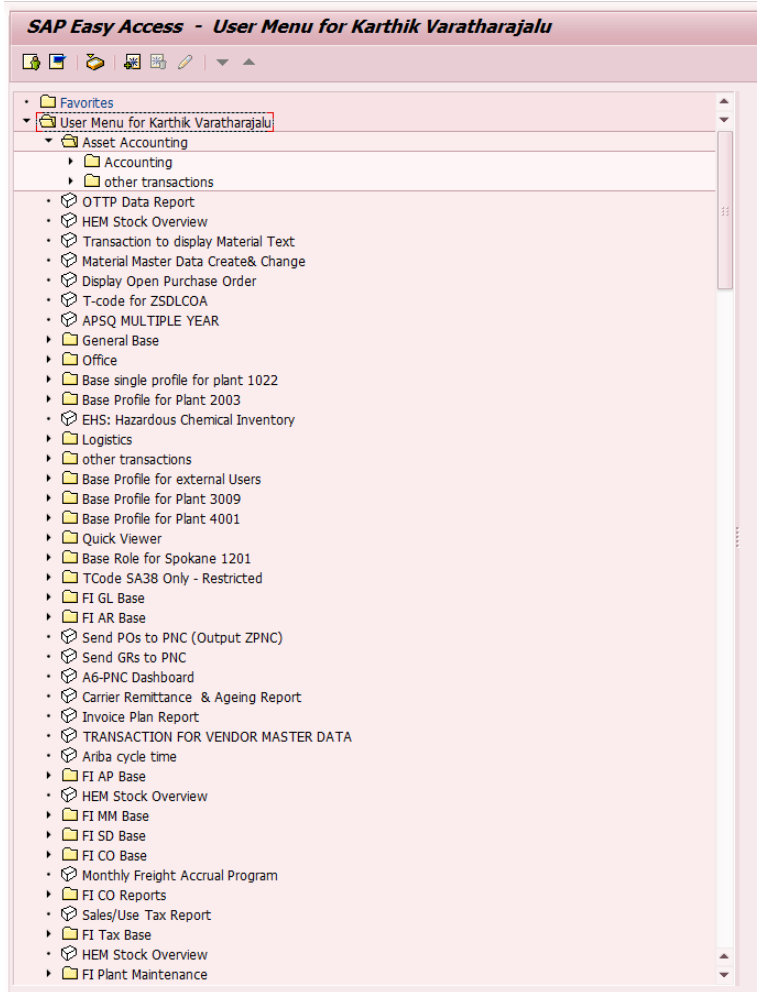 SAP Easy Access - User Menu for Karthik Varatharajalu
Favorites
User Menu for Karthik Varatharajalu
Asset Accounting
Accounting
other transactions
OTTP Data Report
HEM Stock Overview
Transaction to display Material Text
Material Master Data Create& Change
Display Open Purchase Order
T-code for ZSDLCOA
APSQ MULTIPLE YEAR
General Base
Office
Base single profile for plant 1022
Base Profile for Plant 2003
EHS: Hazardous Chemical Inventory
Logistics
other transactions
Base Profile for external Users
Base Profile for Plant 3009
Base Profile for Plant 4001
Quick Viewer
Base Role for Spokane 1201
TCode SA38 Only - Restricted
FI GL Base
FI AR Base
Send POs to PNC (Output ZPNC)
Send GRs to PNC
A6-PNC Dashboard
Carrier Remittance  & Ageing Report
Invoice Plan Report
TRANSACTION FOR VENDOR MASTER DATA
Ariba cycle time
FI AP Base
HEM Stock Overview
FI MM Base
FI SD Base
FI CO Base
Monthly Freight Accrual Program
FI CO Reports
Sales/Use Tax Report
FI Tax Base
HEM Stock Overview
FI Plant Maintenance